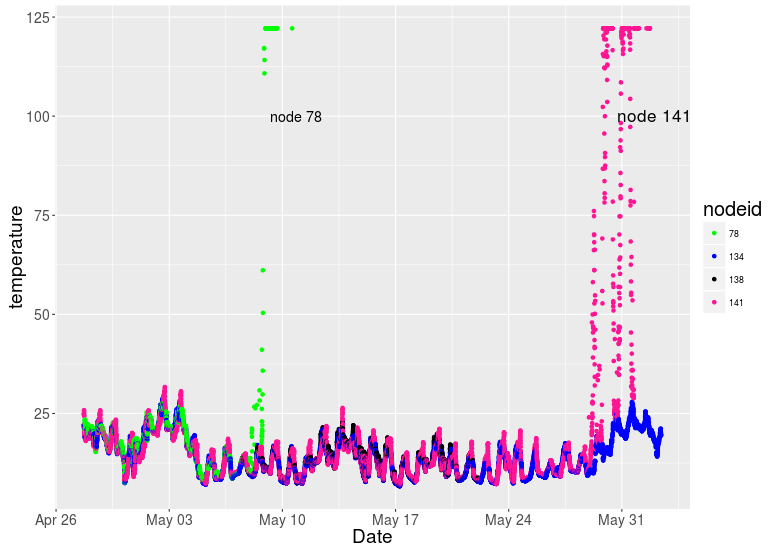 125
100
75
50
25
temperature
node 78
node 141
Apr 26
May 03
May 10
May 17
May 24
May 31
Date
nodeid
78
134
138
141